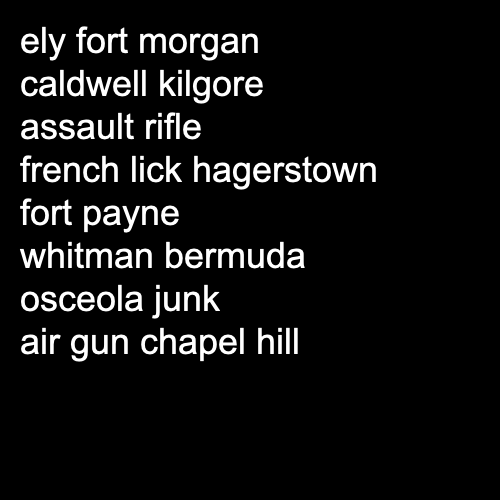 ely fort morgan
caldwell kilgore
assault rifle
french lick hagerstown
fort payne
whitman bermuda
osceola junk
air gun chapel hill